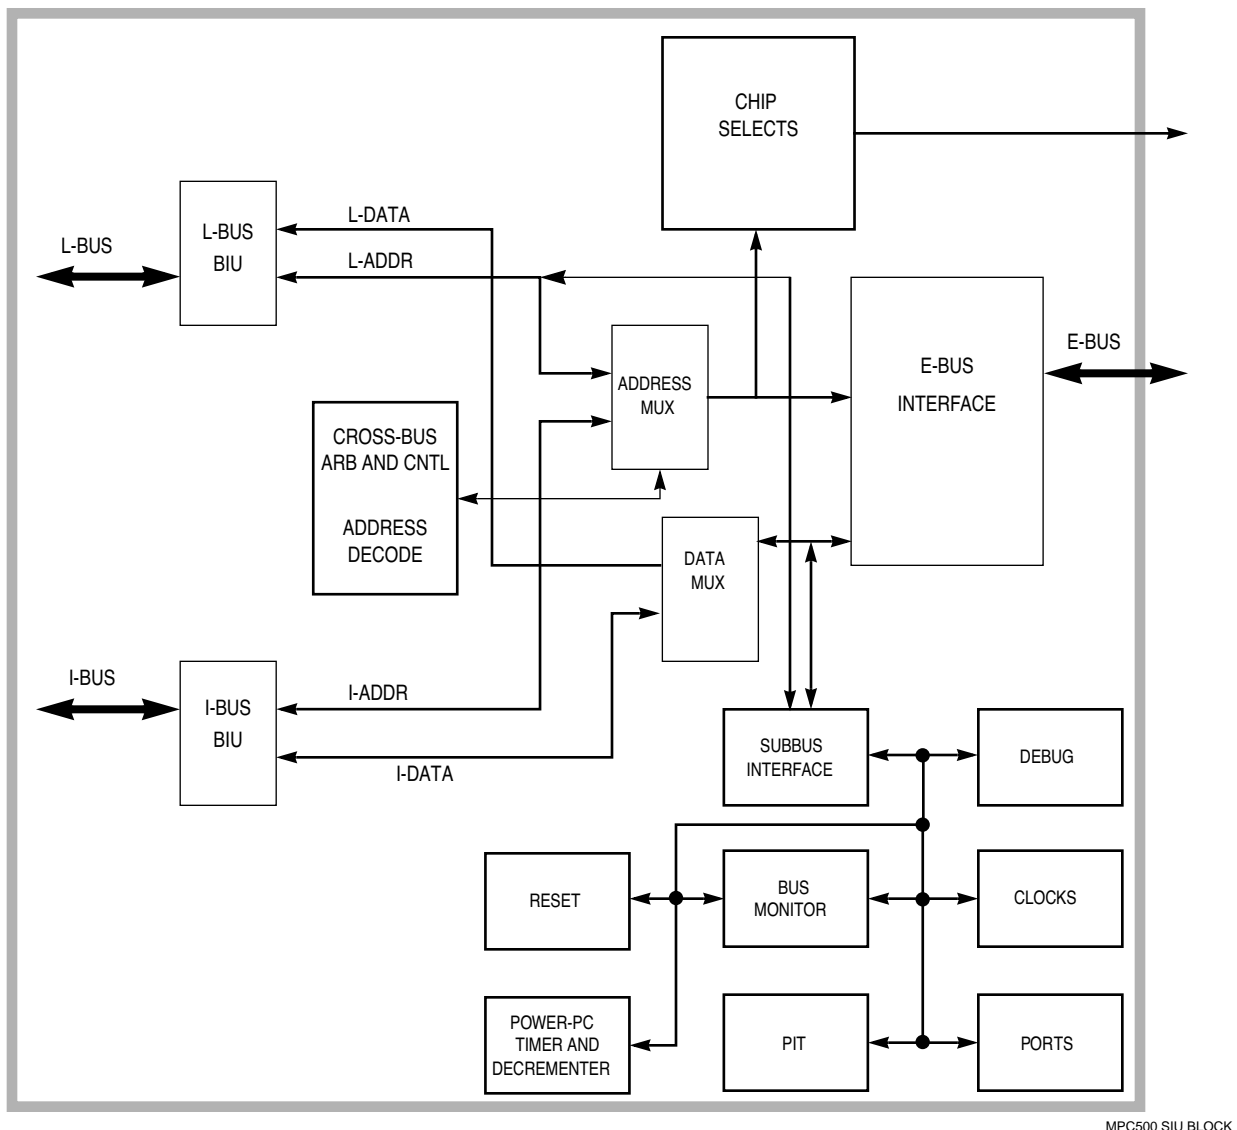 CHIP
SELECTS
L-DATA
L-BUS
BIU
L-BUS
L-ADDR
E-BUS
E-BUS
INTERFACE
ADDRESS
MUX
CROSS-BUS
ARB AND CNTL
ADDRESS
DECODE
DATA
MUX
I-BUS
I-ADDR
I-BUS
BIU
I-DATA
SUBBUS
INTERFACE
DEBUG
RESET
BUS
MONITOR
CLOCKS
POWER-PC
TIMER AND
DECREMENTER
PIT
PORTS
MPC500 SIU BLOCK